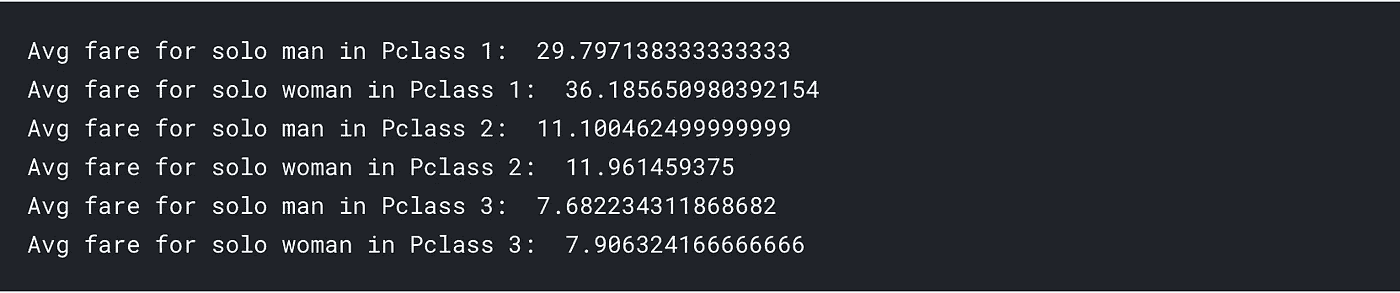 Avg fare for solo man in Pclass 1:  29.797138333333333
Avg fare for solo woman in Pclass 1:  36.185650980392154
Avg fare for solo man in Pclass 2:  11.100462499999999
Avg fare for solo woman in Pclass 2:  11.961459375
Avg fare for solo man in Pclass 3:  7.682234311868682
Avg fare for solo woman in Pclass 3:  7.906324166666666